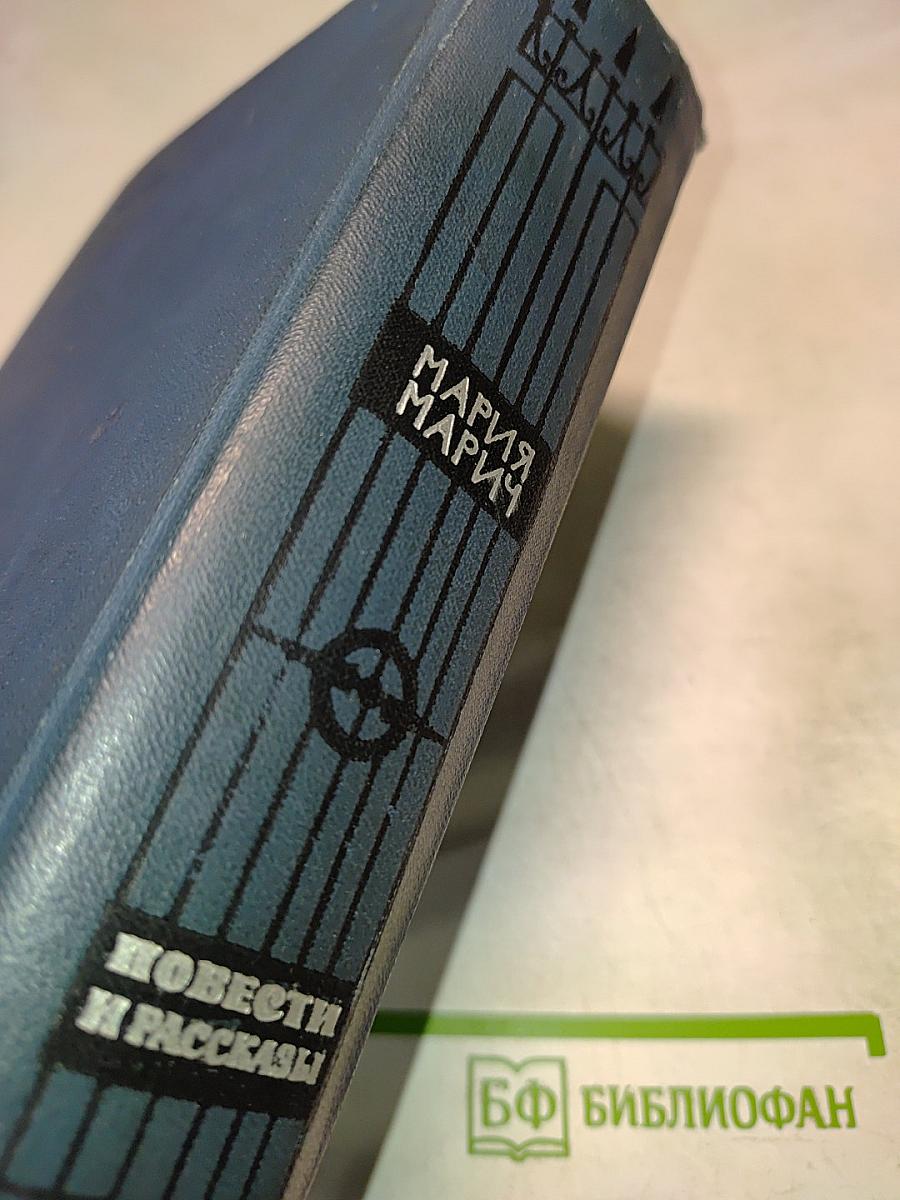 МАРИЯ
МАРИЧ
ПОВЕСТИ
И РАССКАЗЫ
БФ БИБЛИОФАН